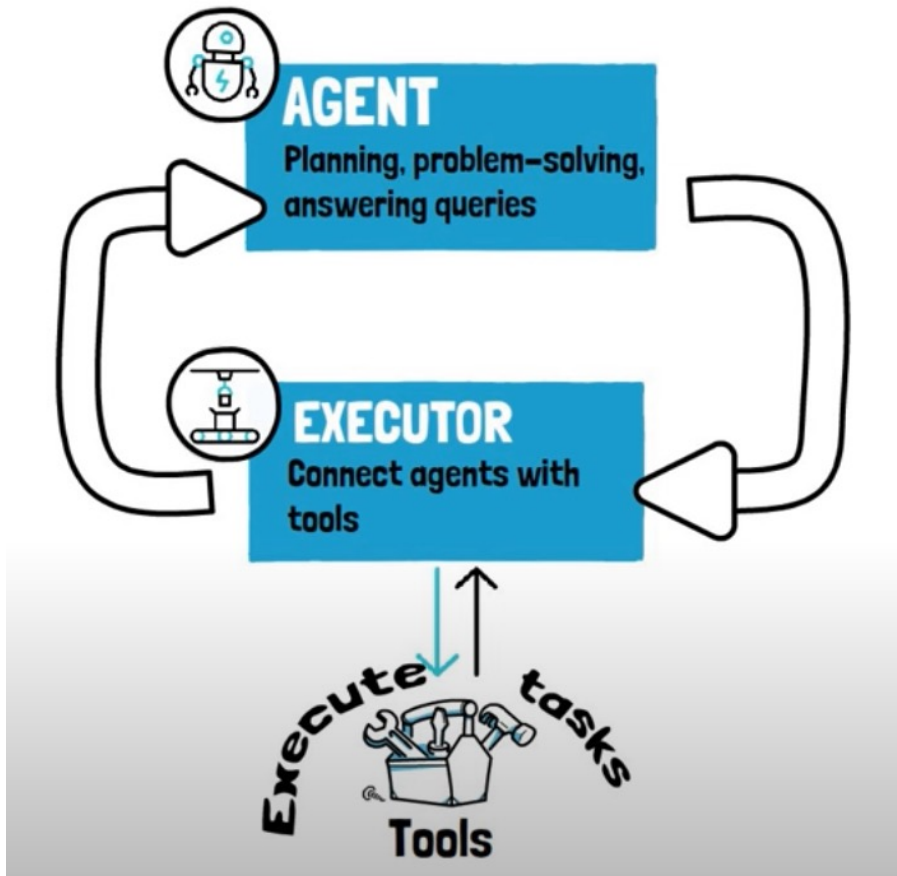 AGENT
Planning, problem-solving,
answering queries
EXECUTOR
Connect agents with
tools
Execute tasks
Tools